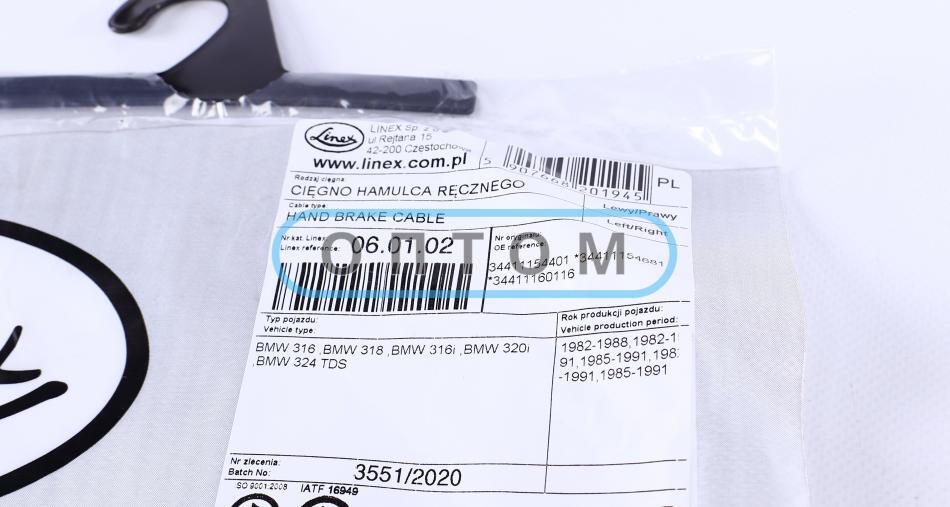 Linex
LINEX Sp. z o.o.
ul.Rejtana 15
42-200 Częstochowa
www.linex.com.pl
5 907668 201945
PL
Rodzaj cięgna:
CIĘGNO HAMULCA RĘCZNEGO
Cable type:
HAND BRAKE CABLE
Lewy/Prawy
Left/Right
Nr kat. Linex:
Linex reference:
06.01.02
Nr oryginału:
OE reference
34411154401 *34411154681
*34411160116
ОПТОМ
Typ pojazdu:
Vehicle type:
BMW 316 ,BMW 318 ,BMW 316i ,BMW 320i
,BMW 324 TDS
Rok produkcji pojazdu:
Vehicle production period:
1982-1988,1982-1
91,1985-1991,198
-1991,1985-1991
Nr zlecenia:
Batch No:
3551/2020
ISO 9001:2008
IATF 16949